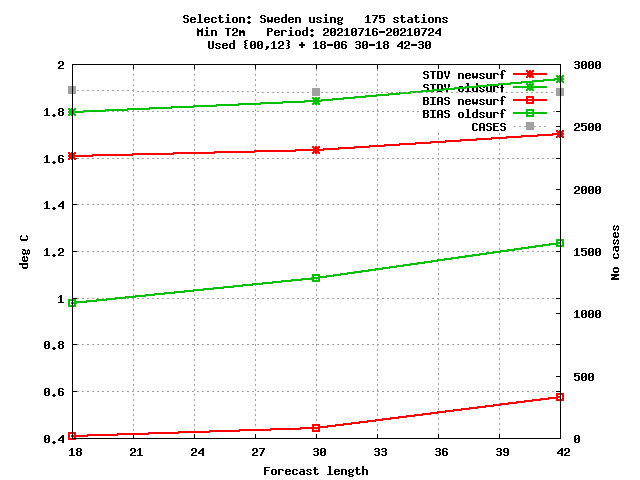 Selection: Sweden using   175 stations
Min T2m   Period: 20210716-20210724
Used {00,12} + 18-06 30-18 42-30
2
1.8
1.6
1.4
1.2
1
0.8
0.6
0.4
deg C
STDV newsurf
STDV oldsurf
BIAS newsurf
BIAS oldsurf
CASES
3000
2500
2000
1500
1000
500
0
No cases
18 21 24 27 30 33 36 39 42
Forecast length